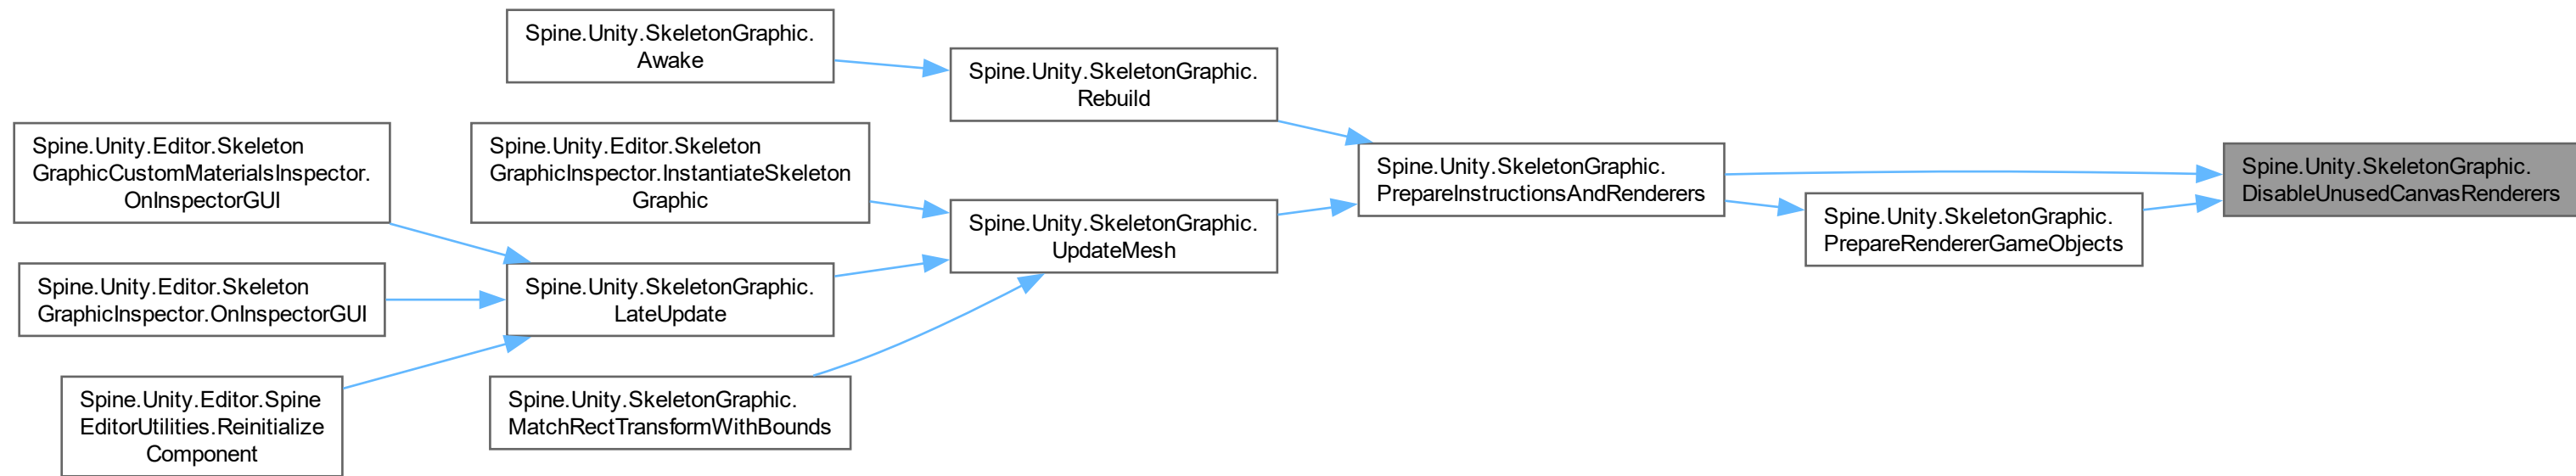 Spine.Unity.SkeletonGraphic.
Awake
Spine.Unity.SkeletonGraphic.
Rebuild
Spine.Unity.Editor.Skeleton
GraphicCustomMaterialsInspector.
OnInspectorGUI
Spine.Unity.Editor.Skeleton
GraphicInspector.InstantiateSkeleton
Graphic
Spine.Unity.SkeletonGraphic.
PrepareInstructionsAndRenderers
Spine.Unity.SkeletonGraphic.
DisableUnusedCanvasRenderers
Spine.Unity.SkeletonGraphic.
UpdateMesh
Spine.Unity.SkeletonGraphic.
PrepareRendererGameObjects
Spine.Unity.Editor.Skeleton
GraphicInspector.OnInspectorGUI
Spine.Unity.SkeletonGraphic.
LateUpdate
Spine.Unity.Editor.Spine
EditorUtilities.Reinitialize
Component
Spine.Unity.SkeletonGraphic.
MatchRectTransformWithBounds